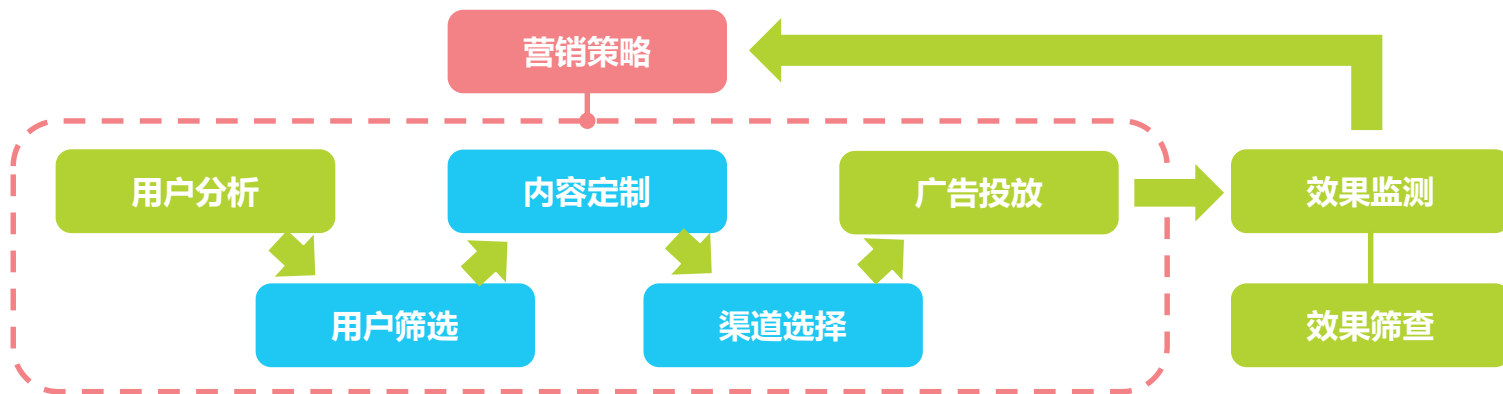 营销策略
用户分析
内容定制
广告投放
效果监测
用户筛选
渠道选择
效果筛查